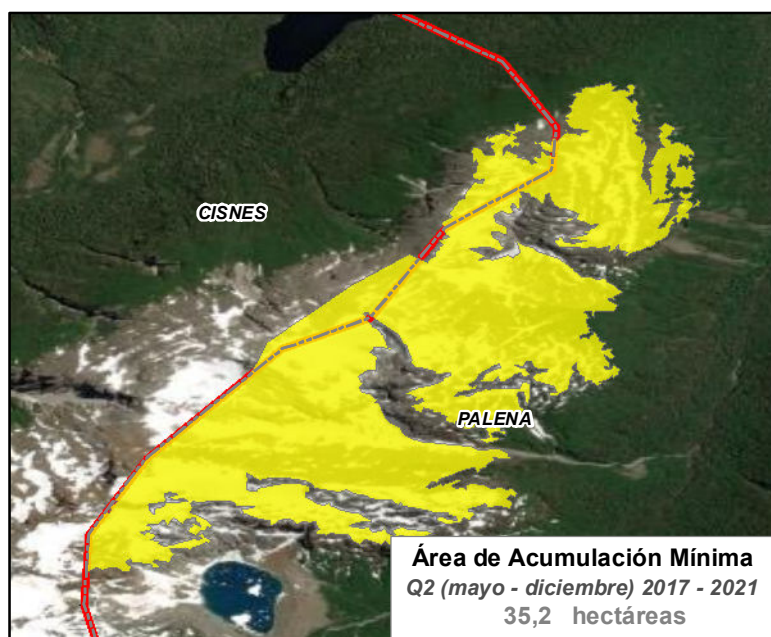 CISNES
PALENA
Área de Acumulación Mínima
Q2 (mayo - diciembre) 2017 - 2021
35,2 hectáreas